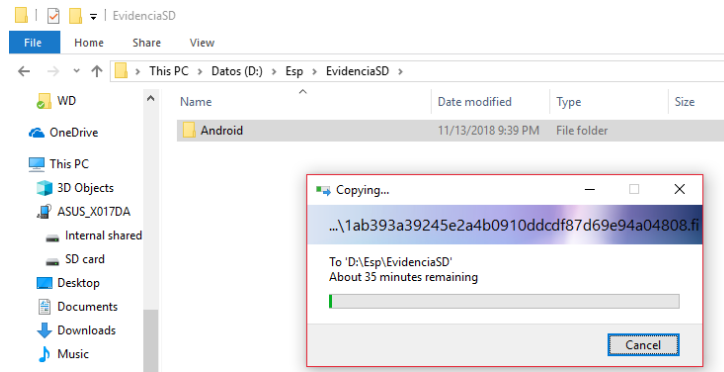 EvidenciaSD
File Home Share View
This PC > Datos (D:) > Esp > EvidenciaSD >
Name Date modified Type Size
Android 11/13/2018 9:39 PM File folder
WD
OneDrive
This PC
3D Objects
ASUS_X017DA
Internal shared
SD card
Desktop
Documents
Downloads
Music
Copying...
...\1ab393a39245e2a4b0910ddcdf87d69e94a04808.fi
To 'D:\Esp\EvidenciaSD'
About 35 minutes remaining
Cancel